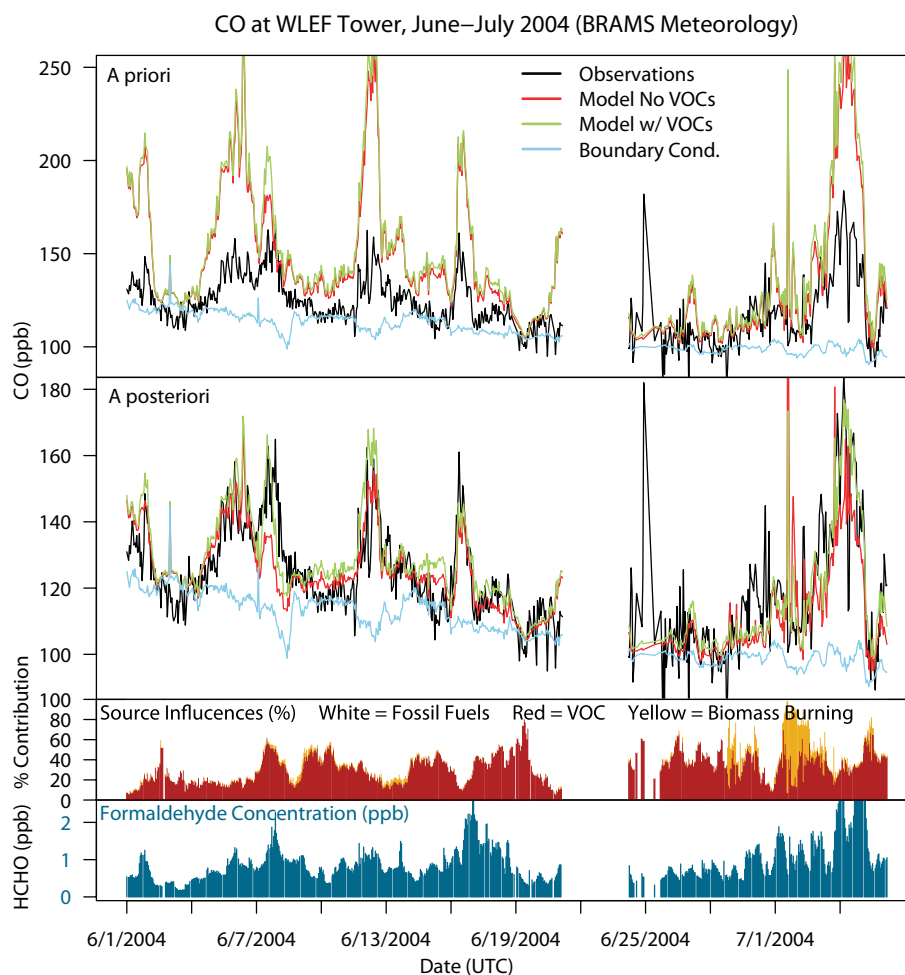 CO at WLEF Tower, June–July 2004 (BRAMS Meteorology)
A priori
Observations
Model No VOCs
Model w/ VOCs
Boundary Cond.
250
200
150
100
CO (ppb)
A posteriori
180
160
140
120
100
Source Influcences (%) White = Fossil Fuels Red = VOC Yellow = Biomass Burning
100
80
60
40
20
0
% Contribution
Formaldehyde Concentration (ppb)
2
1
0
HCHO (ppb)
6/1/2004 6/7/2004 6/13/2004 6/19/2004 6/25/2004 7/1/2004
Date (UTC)